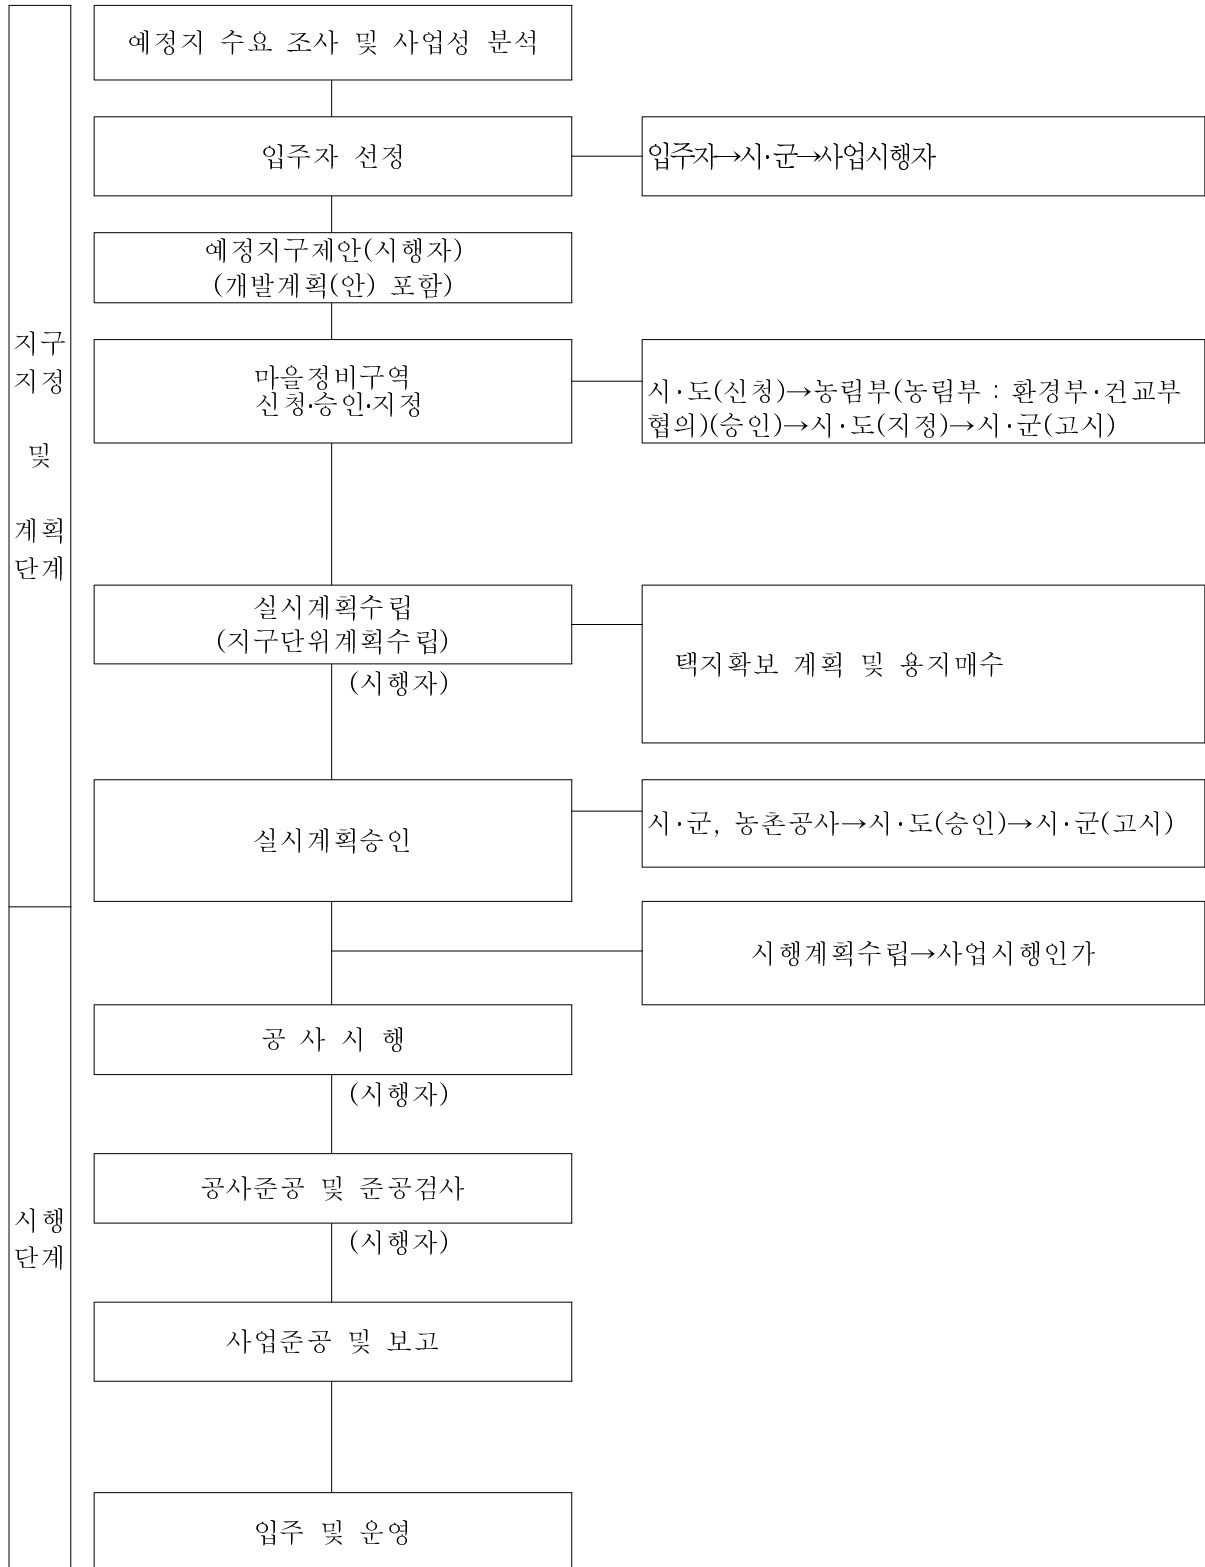 예정지 수요 조사 및 사업성 분석
입주자 선정
입주자→시·군→사업시행자
예정지구제안(시행자)
(개발계획(안) 포함)
지구
지정
및
계획
단계
마을정비구역
신청·승인·지정
시·도(신청)→농림부(농림부 : 환경부·건교부
협의)(승인)→시·도(지정)→시·군(고시)
실시계획수립
(지구단위계획수립)
(시행자)
택지확보 계획 및 용지매수
실시계획승인
시·군, 농촌공사→시·도(승인)→시·군(고시)
시행계획수립→사업시행인가
시행
단계
공 사 시 행
(시행자)
공사준공 및 준공검사
(시행자)
사업준공 및 보고
입주 및 운영